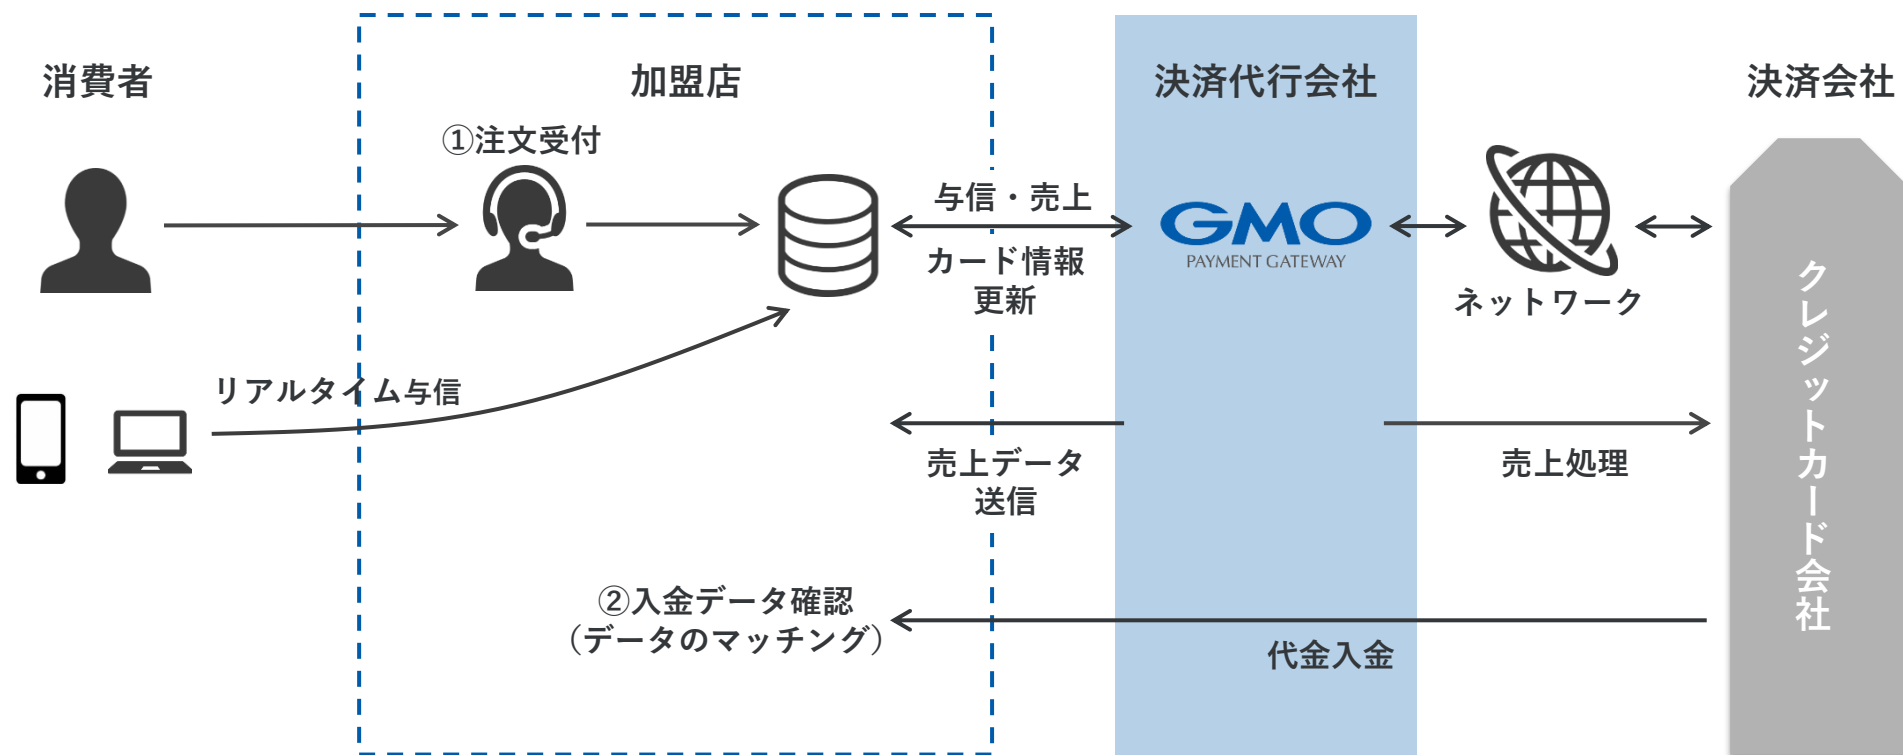 消費者
加盟店
決済代行会社
決済会社
①注文受付
与信・売上
カード情報
更新
GMO
PAYMENT GATEWAY
ネットワーク
クレジットカード会社
リアルタイム与信
売上データ
送信
売上処理
②入金データ確認
（データのマッチング）
代金入金